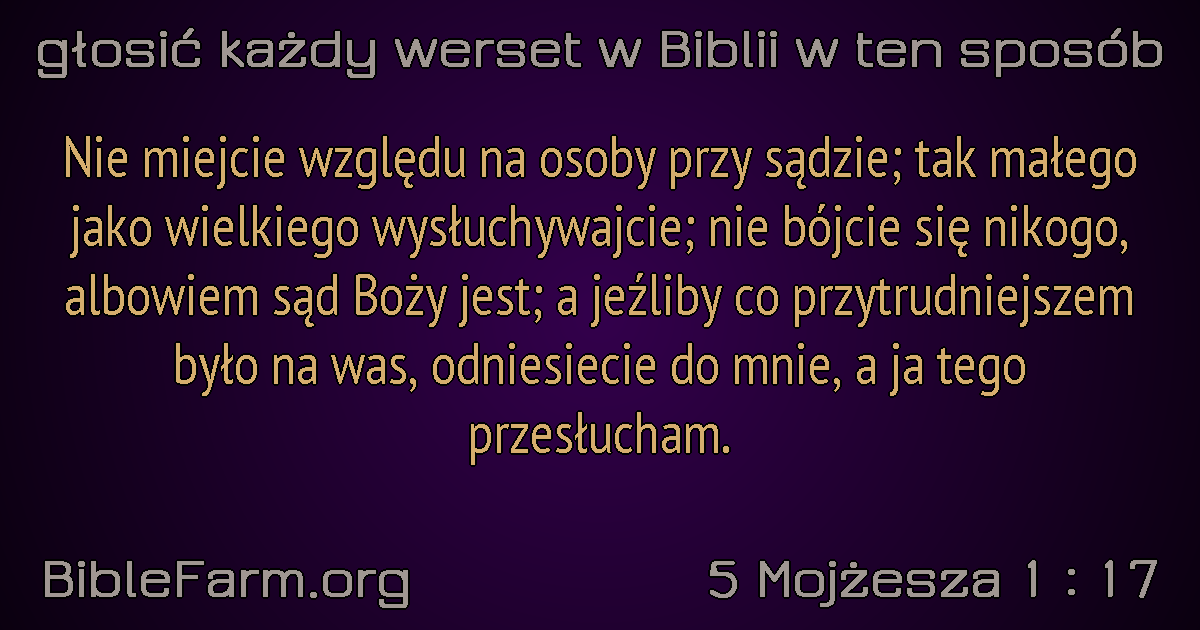 głosić każdy werset w Biblii w ten sposób
Nie miejcie względu na osoby przy sądzie; tak małego
jako wielkiego wysłuchywajcie; nie bójcie się nikogo,
albowiem sąd Boży jest; a jeźliby co przytrudniejszem
było na was, odniesiecie do mnie, a ja tego
przesłucham.
BibleFarm.org
5 Mojżesza 1 : 17